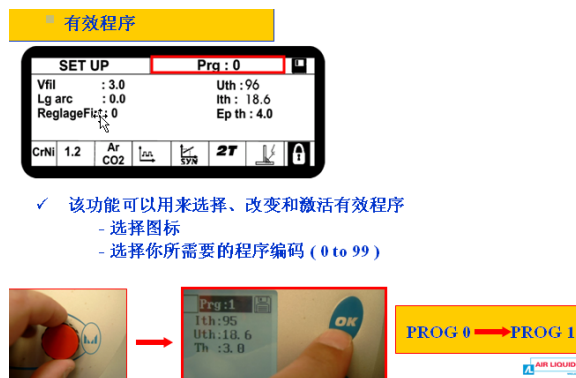 有效程序
SET UP Prg : 0
Vfil : 3.0 Uth : 96
Lg arc : 0.0 Ith : 18.6
ReglageFin : 0 Ep th : 4.0
CrNi 1.2 Ar CO2 SYN 2T
✓ 该功能可以用来选择、改变和激活有效程序
- 选择图标
- 选择你所需要的程序编码 ( 0 to 99 )
Prg:1
Ith:95
Uth:18.6
Th :3.0
OK
PROG 0 PROG 1
AIR LIQUID